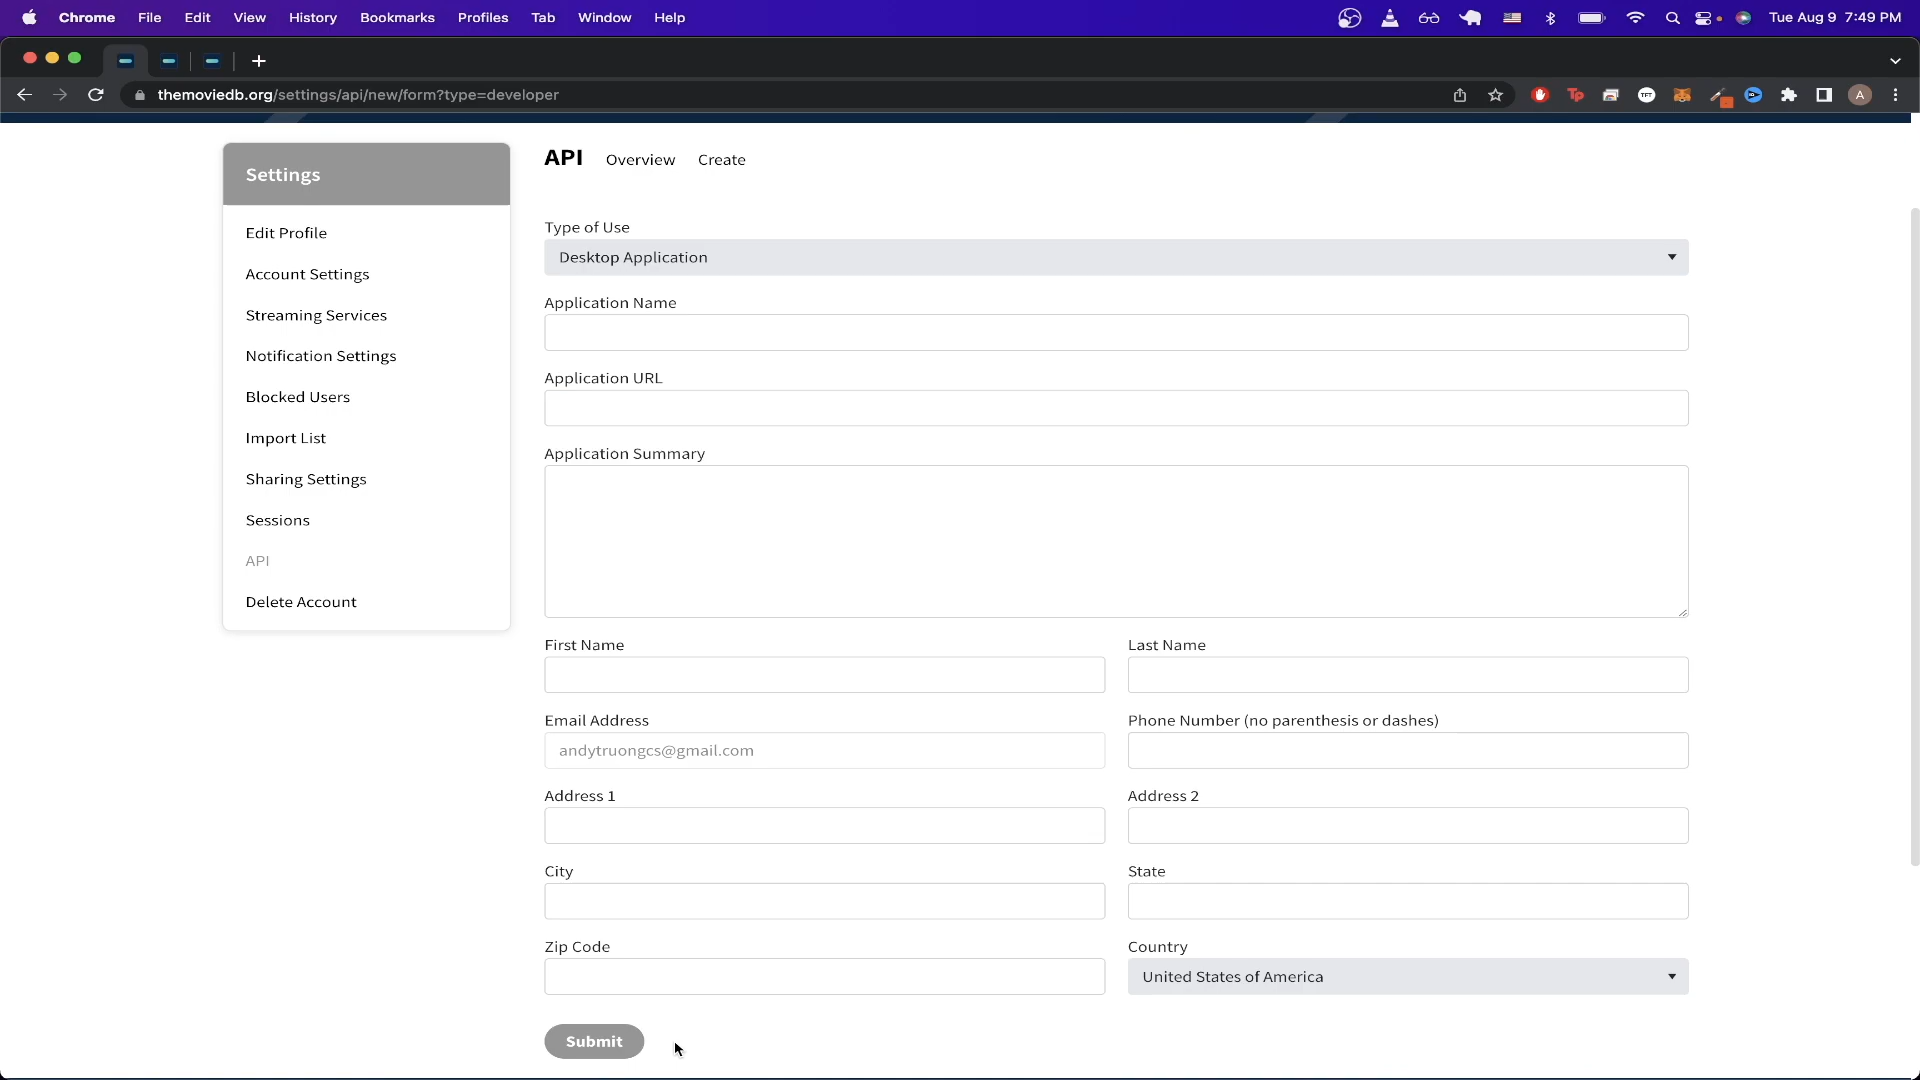 Chrome File Edit View History Bookmarks Profiles Tab Window Help Tue Aug 9 7:49 PM
themoviedb.org/settings/api/new/form?type=developer
TP
TFT
A
Settings
Edit Profile
Account Settings
Streaming Services
Notification Settings
Blocked Users
Import List
Sharing Settings
Sessions
API
Delete Account
API Overview Create
Type of Use
Desktop Application
Application Name
Application URL
Application Summary
First Name Last Name
Email Address Phone Number (no parenthesis or dashes)
andytruongcs@gmail.com
Address 1 Address 2
City State
Zip Code Country
United States of America
Submit